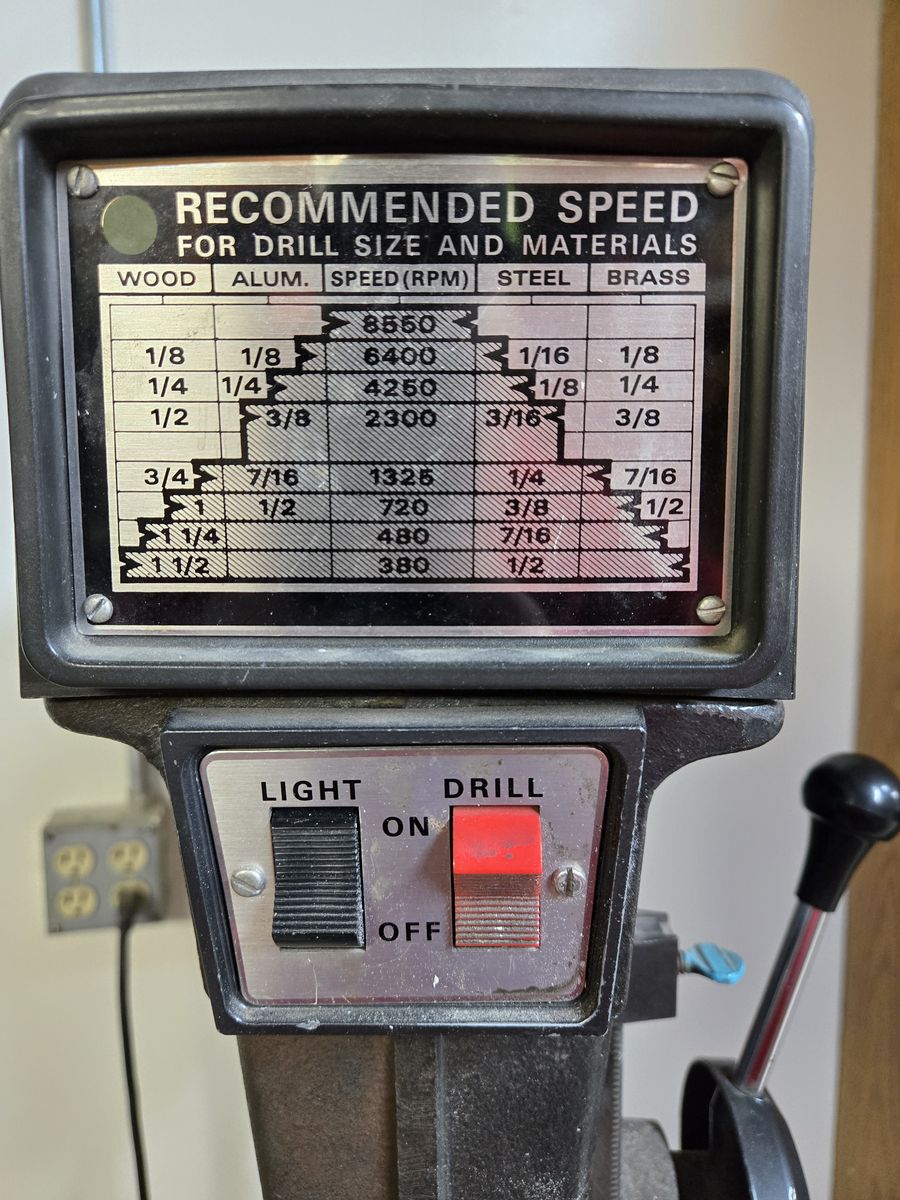 RECOMMENDED SPEED
FOR DRILL SIZE AND MATERIALS
WOOD ALUM. SPEED(RPM) STEEL BRASS
8550
1/8 1/8 6400 1/16 1/8
1/4 1/4 4250 1/8 1/4
1/2 3/8 2300 3/16 3/8
3/4 7/16 1325 1/4 7/16
1 1/2 720 3/8 1/2
1 1/4 480 7/16
1 1/2 380 1/2
LIGHT DRILL
ON
OFF